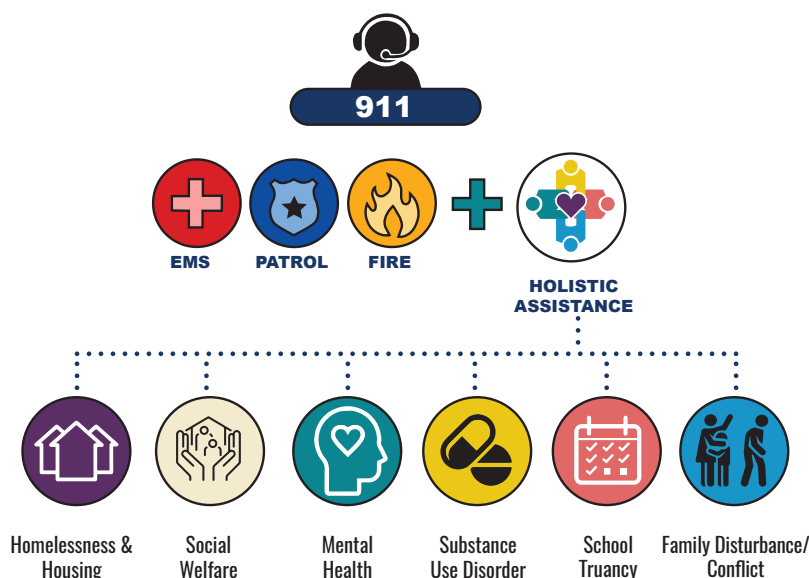 911
EMS
PATROL
FIRE
HOLISTIC
ASSISTANCE
Homelessness &
Housing
Social
Welfare
Mental
Health
Substance
Use Disorder
School
Truancy
Family Disturbance/
Conflict